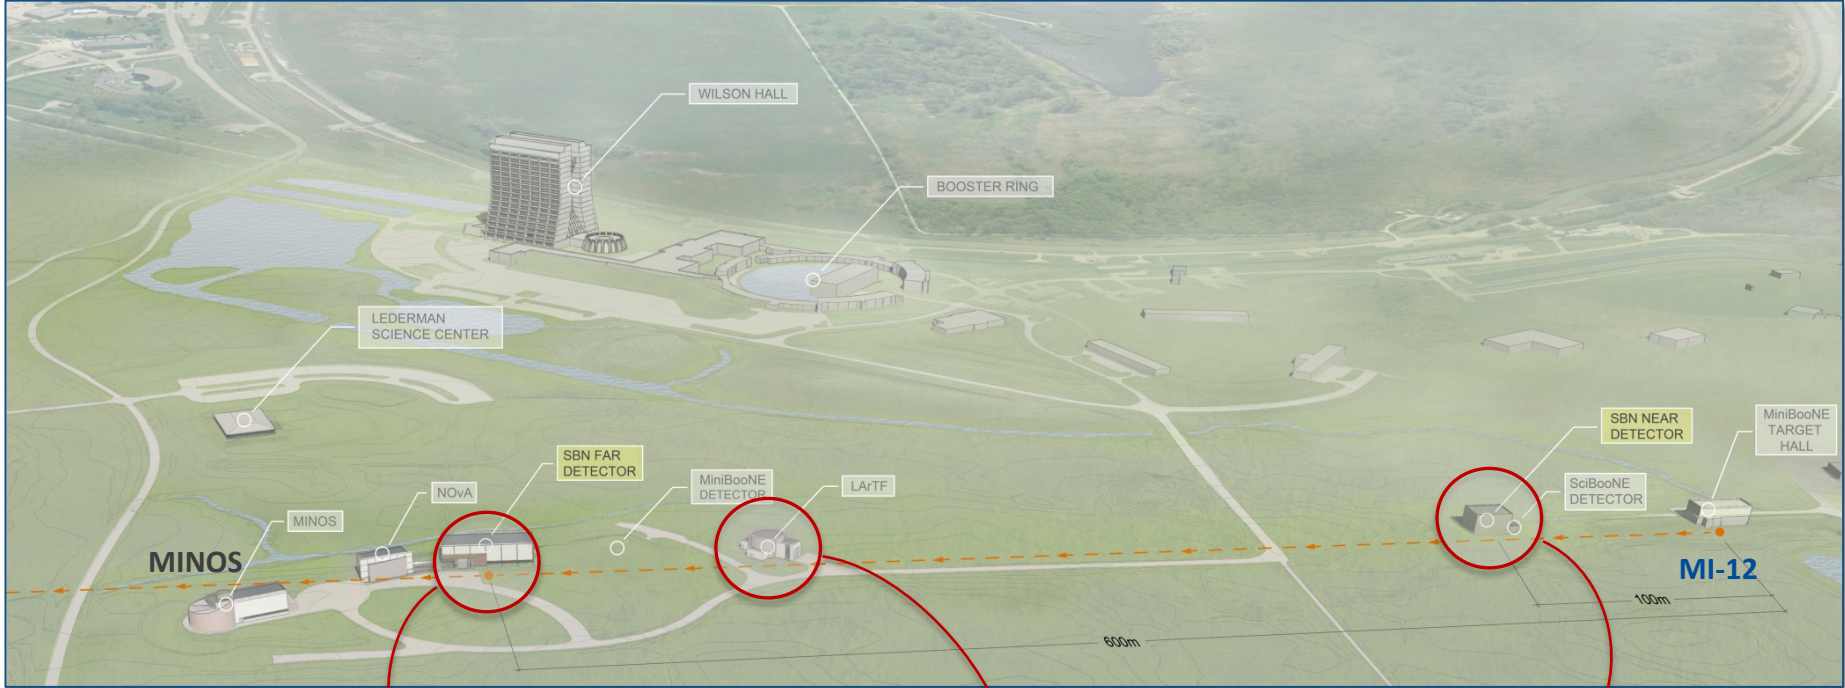 WILSON HALL
BOOSTER RING
LEDERMAN
SCIENCE CENTER
SBN NEAR
DETECTOR
MiniBooNE
TARGET
HALL
SBN FAR
DETECTOR
MiniBooNE
DETECTOR
LArTF
SciBooNE
DETECTOR
NOvA
MINOS
MINOS
MI-12
100m
600m